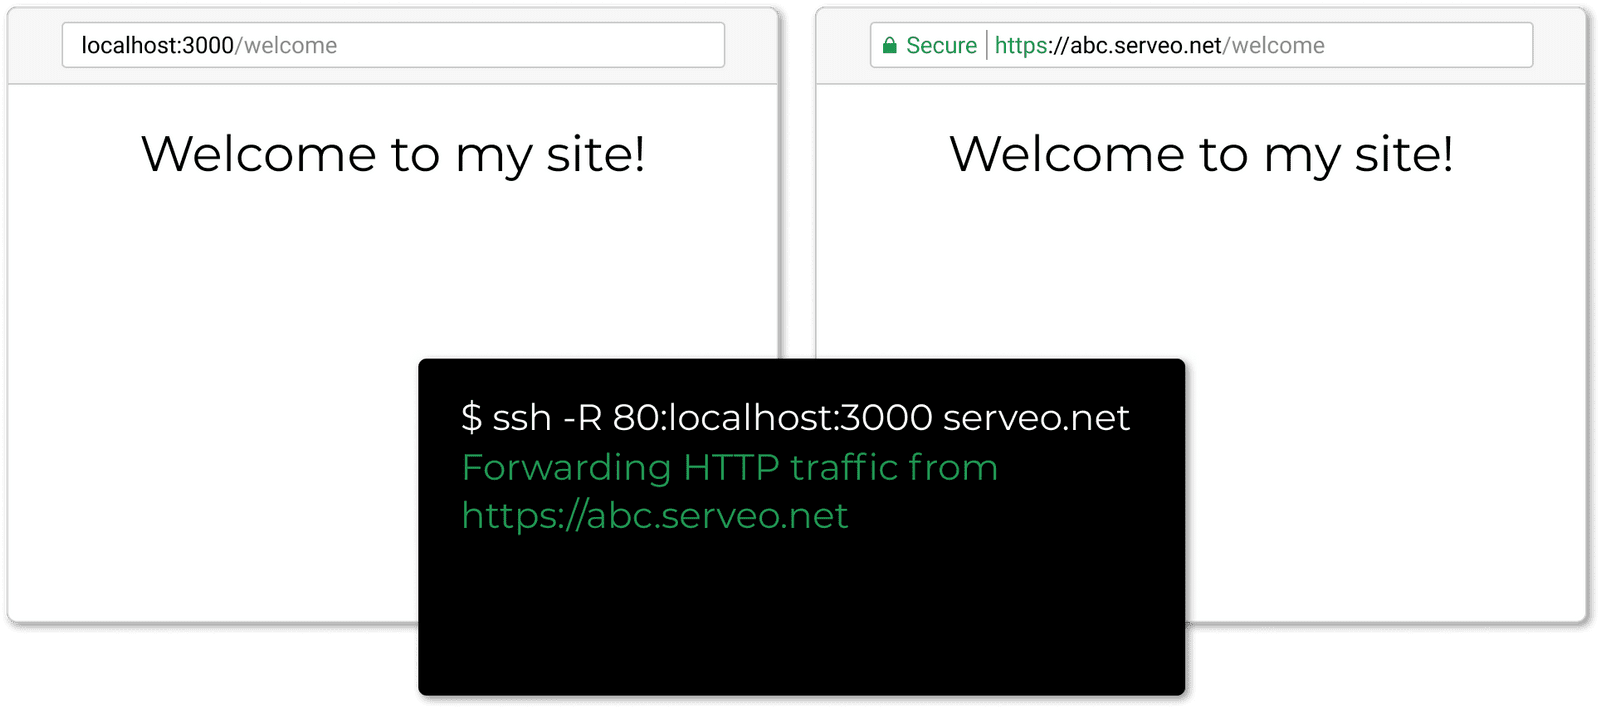 localhost:3000/welcome
Welcome to my site!
Secure https://abc.serveo.net/welcome
Welcome to my site!
$ ssh -R 80:localhost:3000 serveo.net
Forwarding HTTP traffic from
https://abc.serveo.net